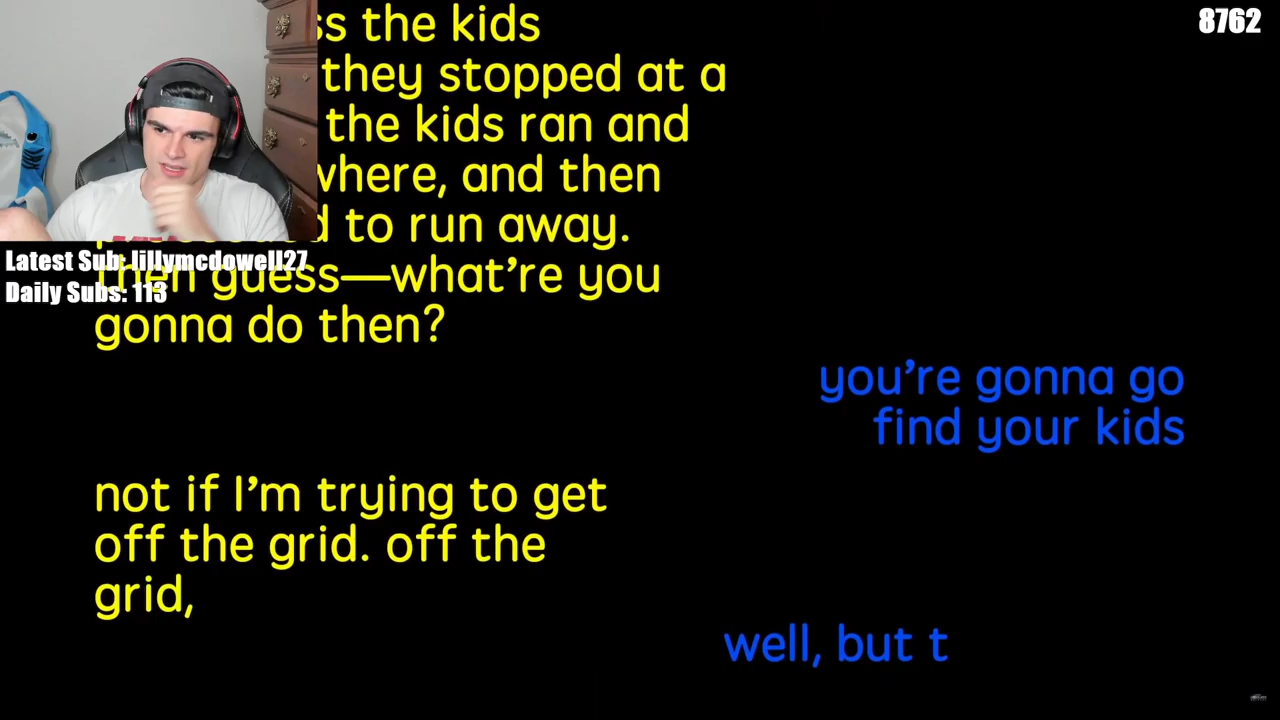 8762
ss the kids
they stopped at a
the kids ran and
where, and then
to run away.
then guess—what're you
gonna do then?
Latest Sub: lillymcdowell27
Daily Subs: 113
you're gonna go
find your kids
not if I'm trying to get
off the grid. off the
grid,
well, but t